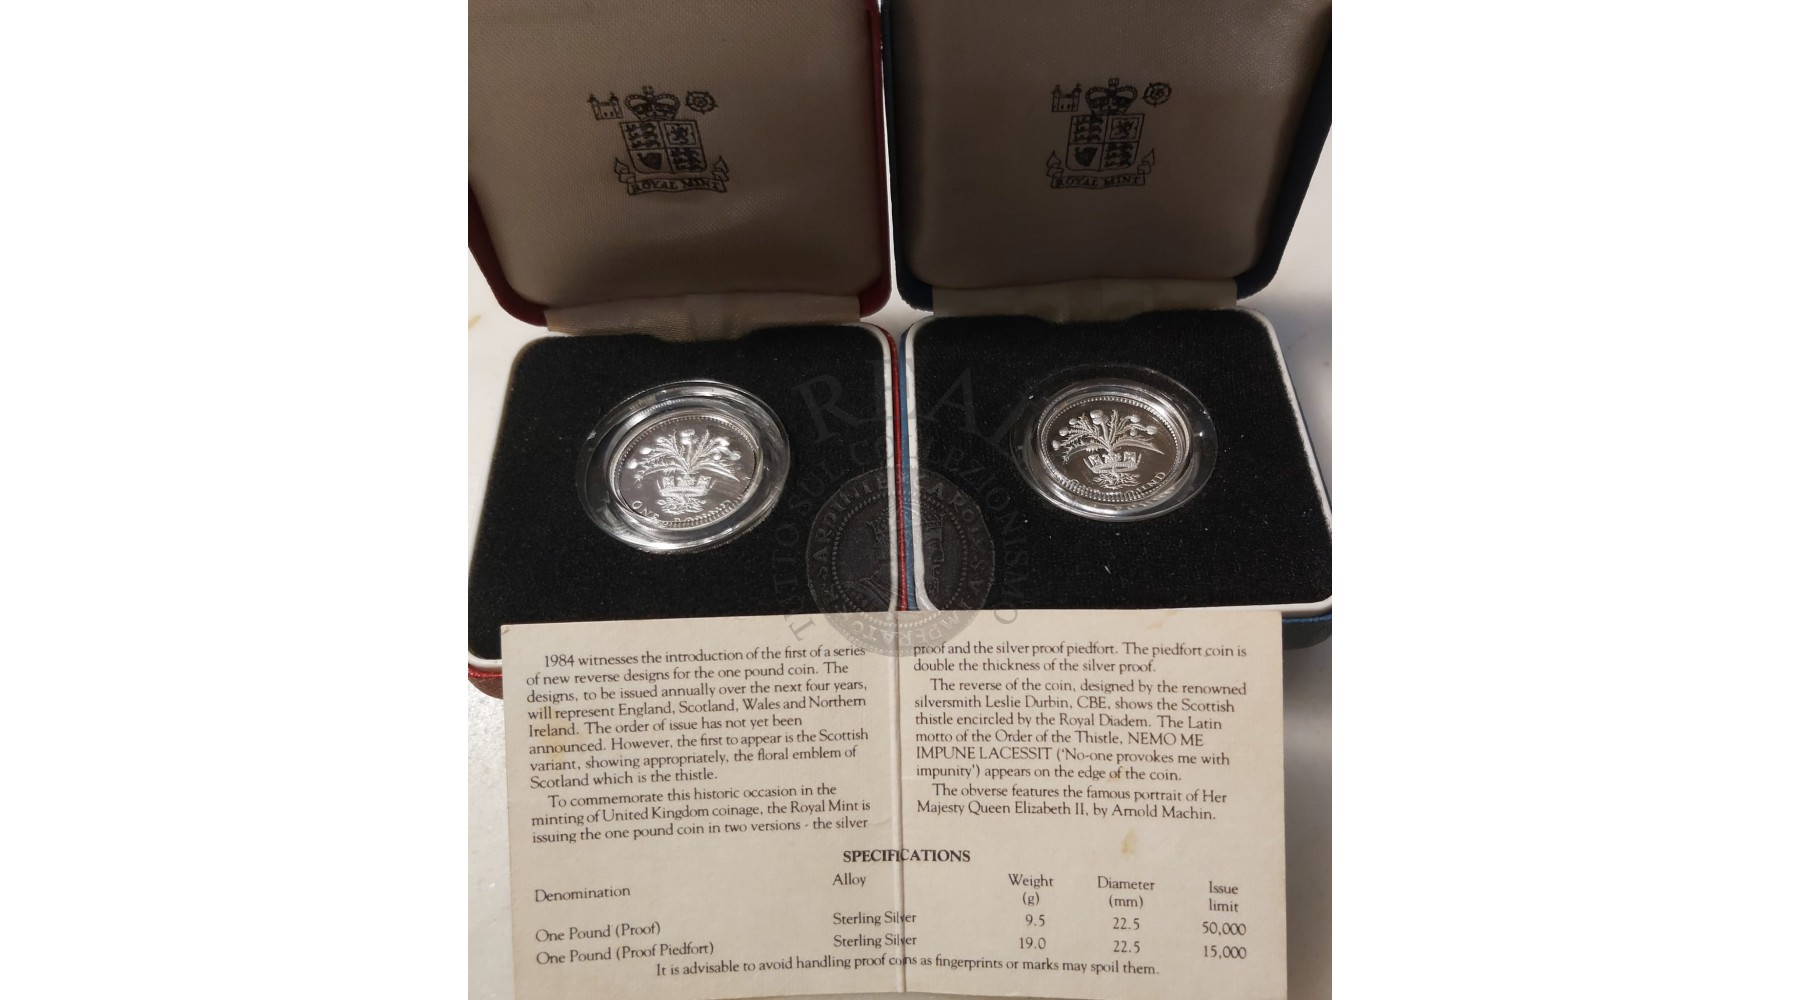 ROYAL MINT
ROYAL MINT
ONE POUND
REALI
TUTTO SUL COLLEZIONISMO
1984 witnesses the introduction of the first of a series
of new reverse designs for the one pound coin. The
designs, to be issued annually over the next four years,
will represent England, Scotland, Wales and Northern
Ireland. The order of issue has not yet been
announced. However, the first to appear is the Scottish
variant, showing appropriately, the floral emblem of
Scotland which is the thistle.
To commemorate this historic occasion in the
minting of United Kingdom coinage, the Royal Mint is
issuing the one pound coin in two versions - the silver
proof and the silver proof piedfort. The piedfort coin is
double the thickness of the silver proof.
The reverse of the coin, designed by the renowned
silversmith Leslie Durbin, CBE, shows the Scottish
thistle encircled by the Royal Diadem. The Latin
motto of the Order of the Thistle, NEMO ME
IMPUNE LACESSIT ('No-one provokes me with
impunity') appears on the edge of the coin.
The obverse features the famous portrait of Her
Majesty Queen Elizabeth II, by Arnold Machin.
SPECIFICATIONS
Denomination Alloy Weight (g) Diameter (mm) Issue limit
One Pound (Proof) Sterling Silver 9.5 22.5 50,000
One Pound (Proof Piedfort) Sterling Silver 19.0 22.5 15,000
It is advisable to avoid handling proof coins as fingerprints or marks may spoil them.